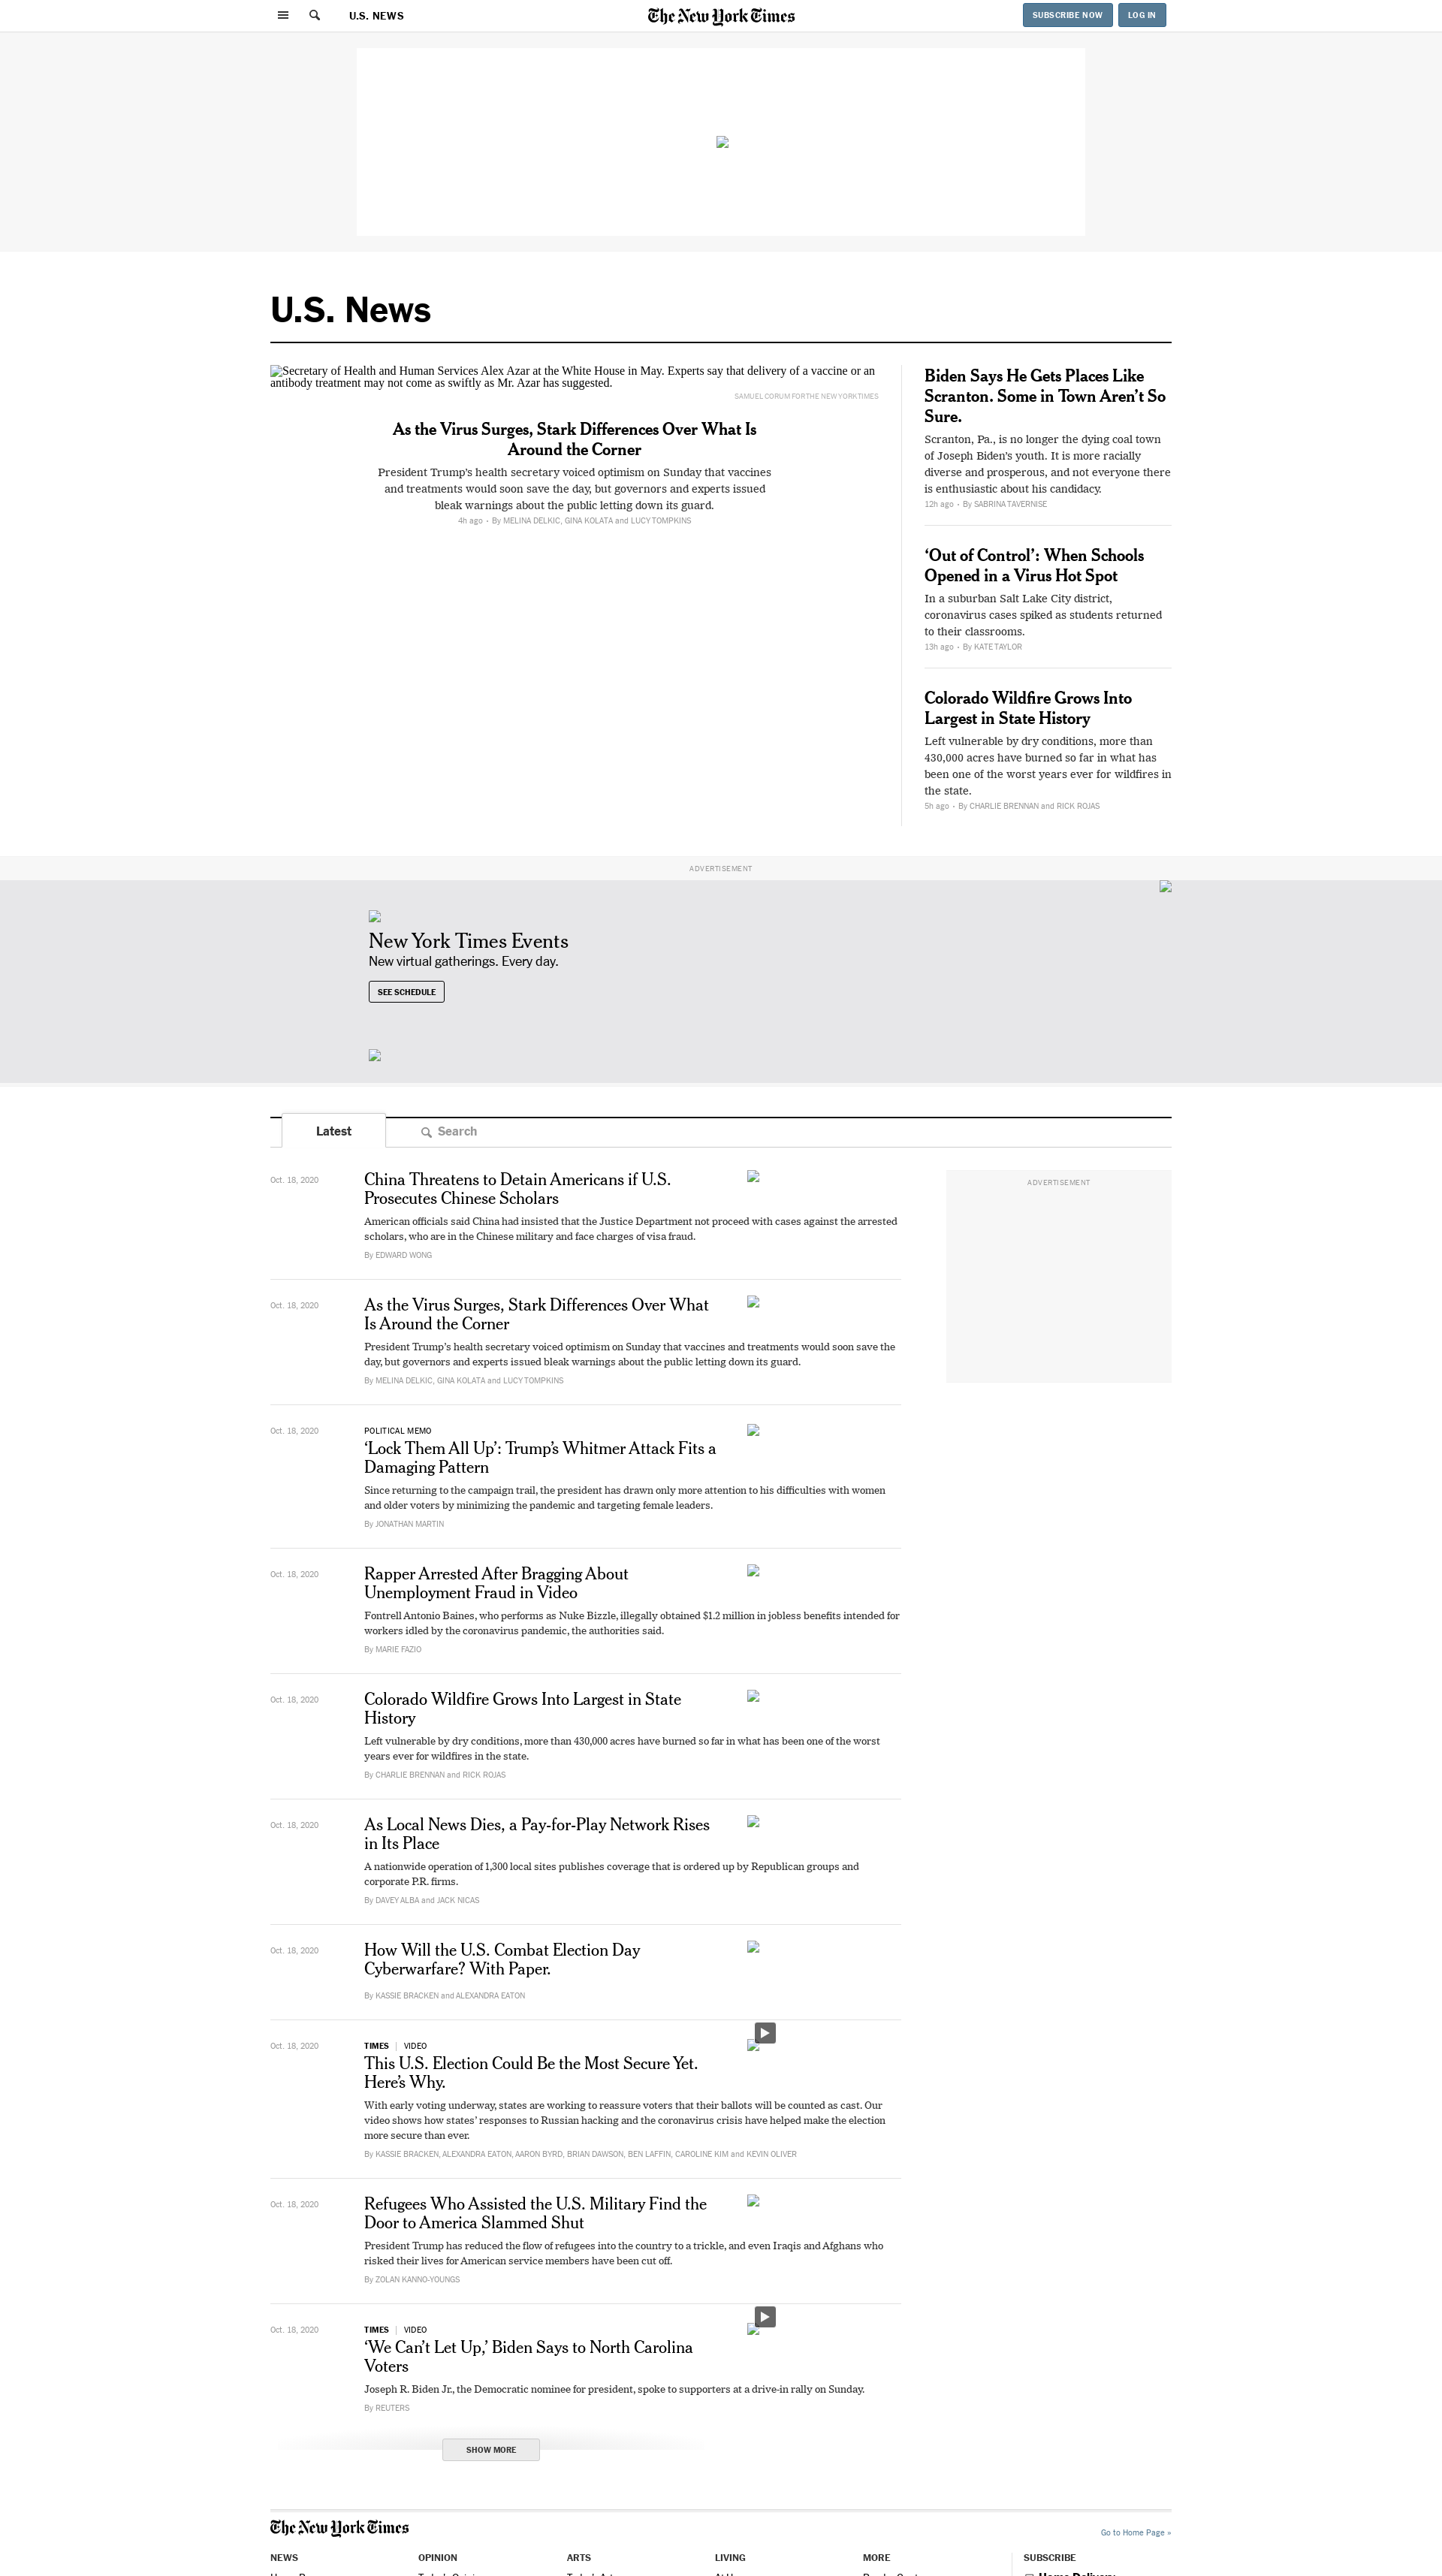 U.S. NEWS
The New York Times
SUBSCRIBE NOW
LOG IN
U.S. News
Secretary of Health and Human Services Alex Azar at the White House in May. Experts say that delivery of a vaccine or an
antibody treatment may not come as swiftly as Mr. Azar has suggested.
SAMUEL CORUM FOR THE NEW YORK TIMES
As the Virus Surges, Stark Differences Over What Is
Around the Corner
President Trump’s health secretary voiced optimism on Sunday that vaccines
and treatments would soon save the day, but governors and experts issued
bleak warnings about the public letting down its guard.
4h ago • By MELINA DELKIC, GINA KOLATA and LUCY TOMPKINS
Biden Says He Gets Places Like
Scranton. Some in Town Aren’t So
Sure.
Scranton, Pa., is no longer the dying coal town
of Joseph Biden’s youth. It is more racially
diverse and prosperous, and not everyone there
is enthusiastic about his candidacy.
12h ago • By SABRINA TAVERNISE
‘Out of Control’: When Schools
Opened in a Virus Hot Spot
In a suburban Salt Lake City district,
coronavirus cases spiked as students returned
to their classrooms.
13h ago • By KATE TAYLOR
Colorado Wildfire Grows Into
Largest in State History
Left vulnerable by dry conditions, more than
430,000 acres have burned so far in what has
been one of the worst years ever for wildfires in
the state.
5h ago • By CHARLIE BRENNAN and RICK ROJAS
ADVERTISEMENT
New York Times Events
New virtual gatherings. Every day.
SEE SCHEDULE
Latest
Search
Oct. 18, 2020
China Threatens to Detain Americans if U.S.
Prosecutes Chinese Scholars
American officials said China had insisted that the Justice Department not proceed with cases against the arrested
scholars, who are in the Chinese military and face charges of visa fraud.
By EDWARD WONG
ADVERTISEMENT
Oct. 18, 2020
As the Virus Surges, Stark Differences Over What
Is Around the Corner
President Trump’s health secretary voiced optimism on Sunday that vaccines and treatments would soon save the
day, but governors and experts issued bleak warnings about the public letting down its guard.
By MELINA DELKIC, GINA KOLATA and LUCY TOMPKINS
Oct. 18, 2020
POLITICAL MEMO
‘Lock Them All Up’: Trump’s Whitmer Attack Fits a
Damaging Pattern
Since returning to the campaign trail, the president has drawn only more attention to his difficulties with women
and older voters by minimizing the pandemic and targeting female leaders.
By JONATHAN MARTIN
Oct. 18, 2020
Rapper Arrested After Bragging About
Unemployment Fraud in Video
Fontrell Antonio Baines, who performs as Nuke Bizzle, illegally obtained $1.2 million in jobless benefits intended for
workers idled by the coronavirus pandemic, the authorities said.
By MARIE FAZIO
Oct. 18, 2020
Colorado Wildfire Grows Into Largest in State
History
Left vulnerable by dry conditions, more than 430,000 acres have burned so far in what has been one of the worst
years ever for wildfires in the state.
By CHARLIE BRENNAN and RICK ROJAS
Oct. 18, 2020
As Local News Dies, a Pay-for-Play Network Rises
in Its Place
A nationwide operation of 1,300 local sites publishes coverage that is ordered up by Republican groups and
corporate P.R. firms.
By DAVEY ALBA and JACK NICAS
Oct. 18, 2020
How Will the U.S. Combat Election Day
Cyberwarfare? With Paper.
By KASSIE BRACKEN and ALEXANDRA EATON
Oct. 18, 2020
TIMES | VIDEO
This U.S. Election Could Be the Most Secure Yet.
Here’s Why.
With early voting underway, states are working to reassure voters that their ballots will be counted as cast. Our
video shows how states’ responses to Russian hacking and the coronavirus crisis have helped make the election
more secure than ever.
By KASSIE BRACKEN, ALEXANDRA EATON, AARON BYRD, BRIAN DAWSON, BEN LAFFIN, CAROLINE KIM and KEVIN OLIVER
Oct. 18, 2020
Refugees Who Assisted the U.S. Military Find the
Door to America Slammed Shut
President Trump has reduced the flow of refugees into the country to a trickle, and even Iraqis and Afghans who
risked their lives for American service members have been cut off.
By ZOLAN KANNO-YOUNGS
Oct. 18, 2020
TIMES | VIDEO
‘We Can’t Let Up,’ Biden Says to North Carolina
Voters
Joseph R. Biden Jr., the Democratic nominee for president, spoke to supporters at a drive-in rally on Sunday.
By REUTERS
SHOW MORE
The New York Times
Go to Home Page »
NEWS
OPINION
ARTS
LIVING
MORE
SUBSCRIBE